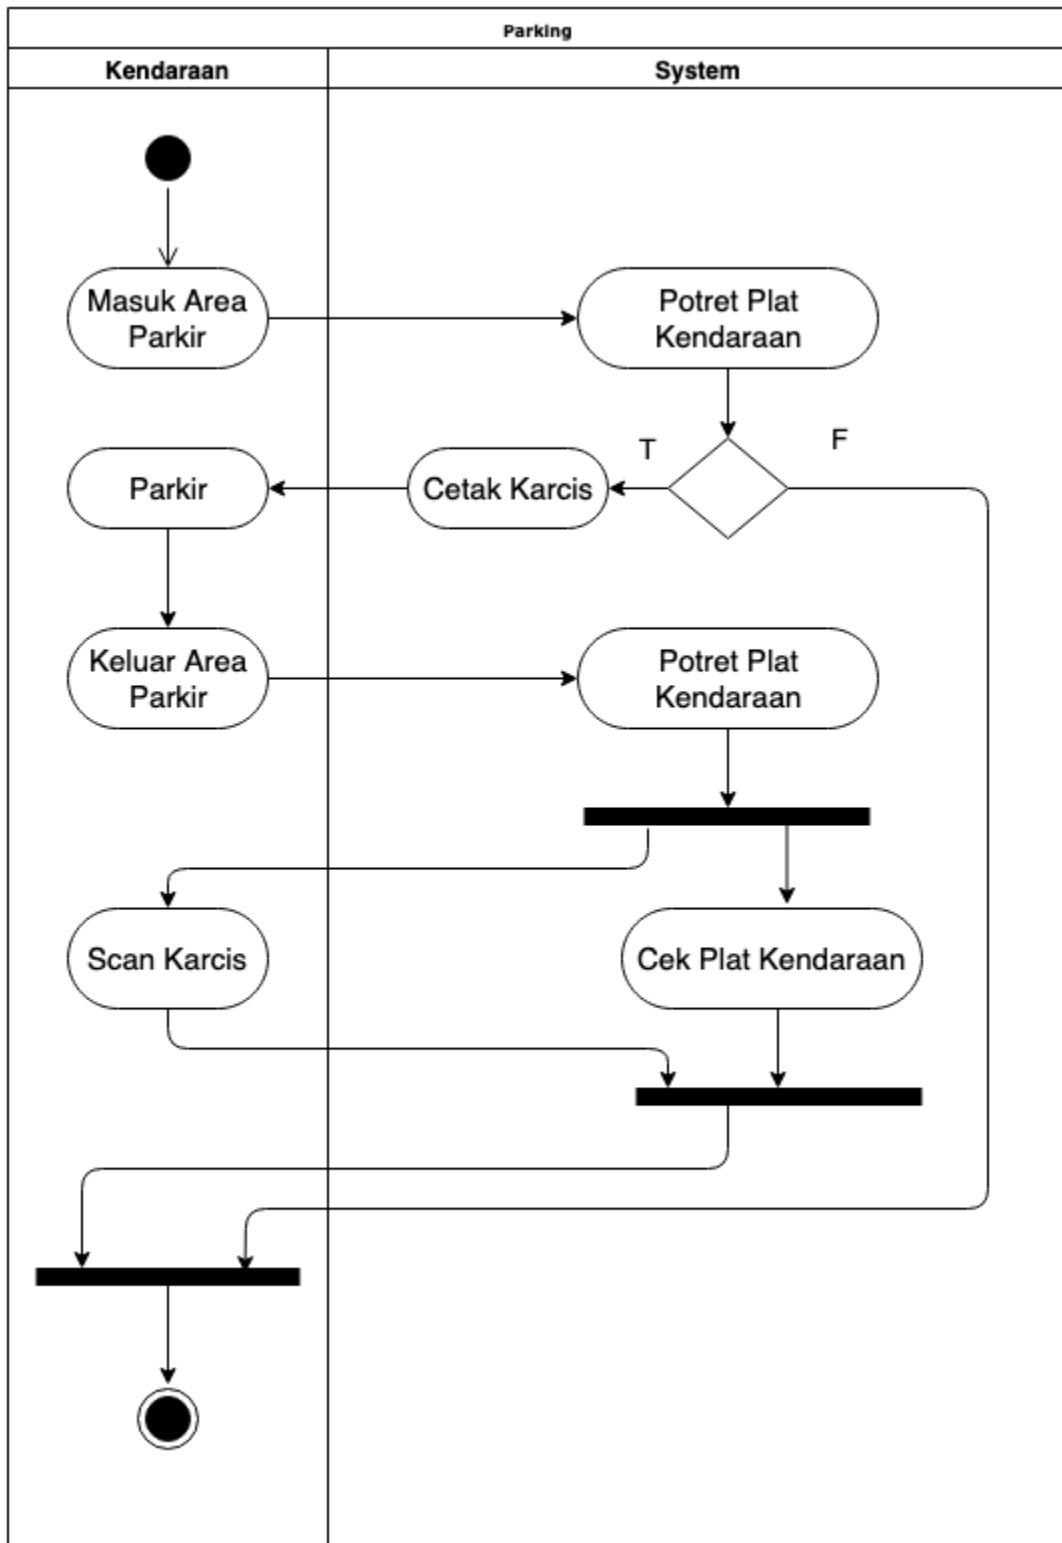 Parking
Kendaraan
System
Masuk Area
Parkir
Potret Plat
Kendaraan
T
F
Parkir
Cetak Karcis
Keluar Area
Parkir
Potret Plat
Kendaraan
Scan Karcis
Cek Plat Kendaraan